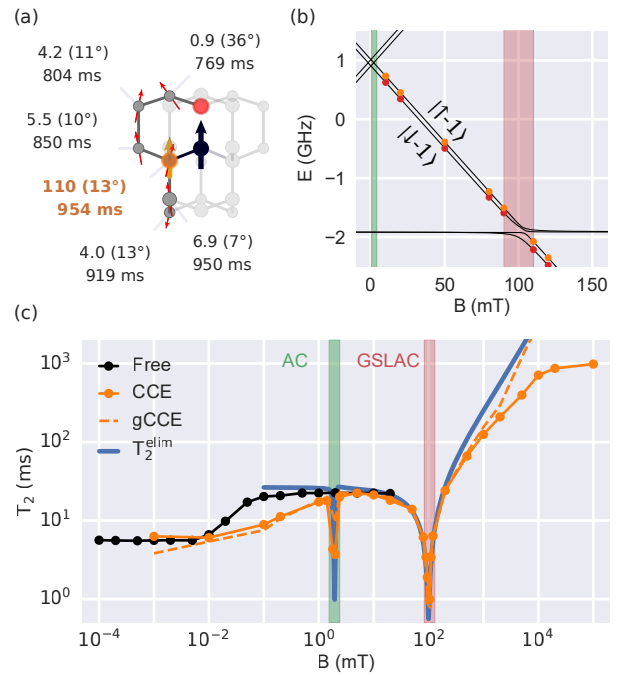 (a)
4.2 (11°)
804 ms
0.9 (36°)
769 ms
5.5 (10°)
850 ms
110 (13°)
954 ms
4.0 (13°)
919 ms
6.9 (7°)
950 ms
(b)
E (GHz)
1
0
−1
−2
|↑-1⟩
|↓-1⟩
0 50 100 150
B (mT)
(c)
T₂ (ms)
10³
10²
10¹
10⁰
Free
CCE
gCCE
T₂ᵉˡⁱᵐ
AC
GSLAC
10⁻⁴ 10⁻² 10⁰ 10² 10⁴
B (mT)